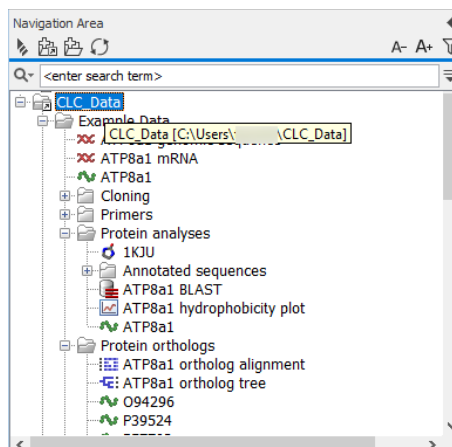 Navigation Area
A- A+
<enter search term>
CLC_Data
Example Data
CLC_Data [C:\Users\ \CLC_Data]
ATP8a1 mRNA
ATP8a1
Cloning
Primers
Protein analyses
1KJU
Annotated sequences
ATP8a1 BLAST
ATP8a1 hydrophobicity plot
ATP8a1
Protein orthologs
ATP8a1 ortholog alignment
ATP8a1 ortholog tree
O94296
P39524